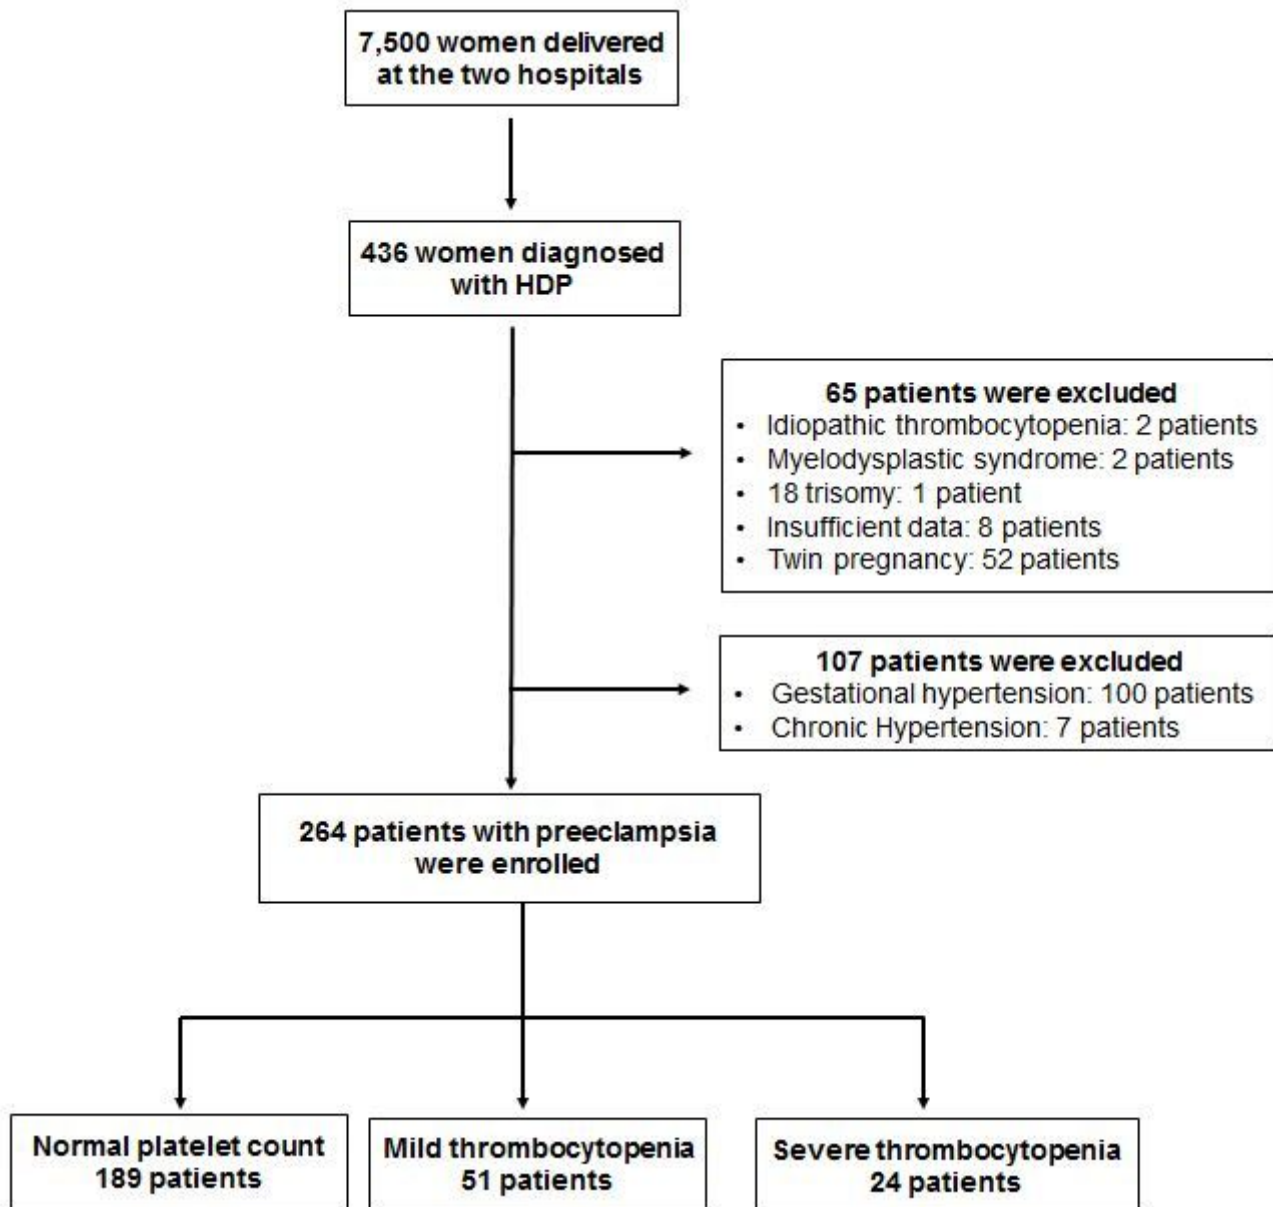 7,500 women delivered
at the two hospitals
436 women diagnosed
with HDP
65 patients were excluded
• Idiopathic thrombocytopenia: 2 patients
• Myelodysplastic syndrome: 2 patients
• 18 trisomy: 1 patient
• Insufficient data: 8 patients
• Twin pregnancy: 52 patients
107 patients were excluded
• Gestational hypertension: 100 patients
• Chronic Hypertension: 7 patients
264 patients with preeclampsia
were enrolled
Normal platelet count
189 patients
Mild thrombocytopenia
51 patients
Severe thrombocytopenia
24 patients